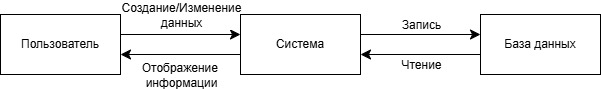 Создание/Изменение
данных
Запись
Пользователь
Система
База данных
Отображение
информации
Чтение